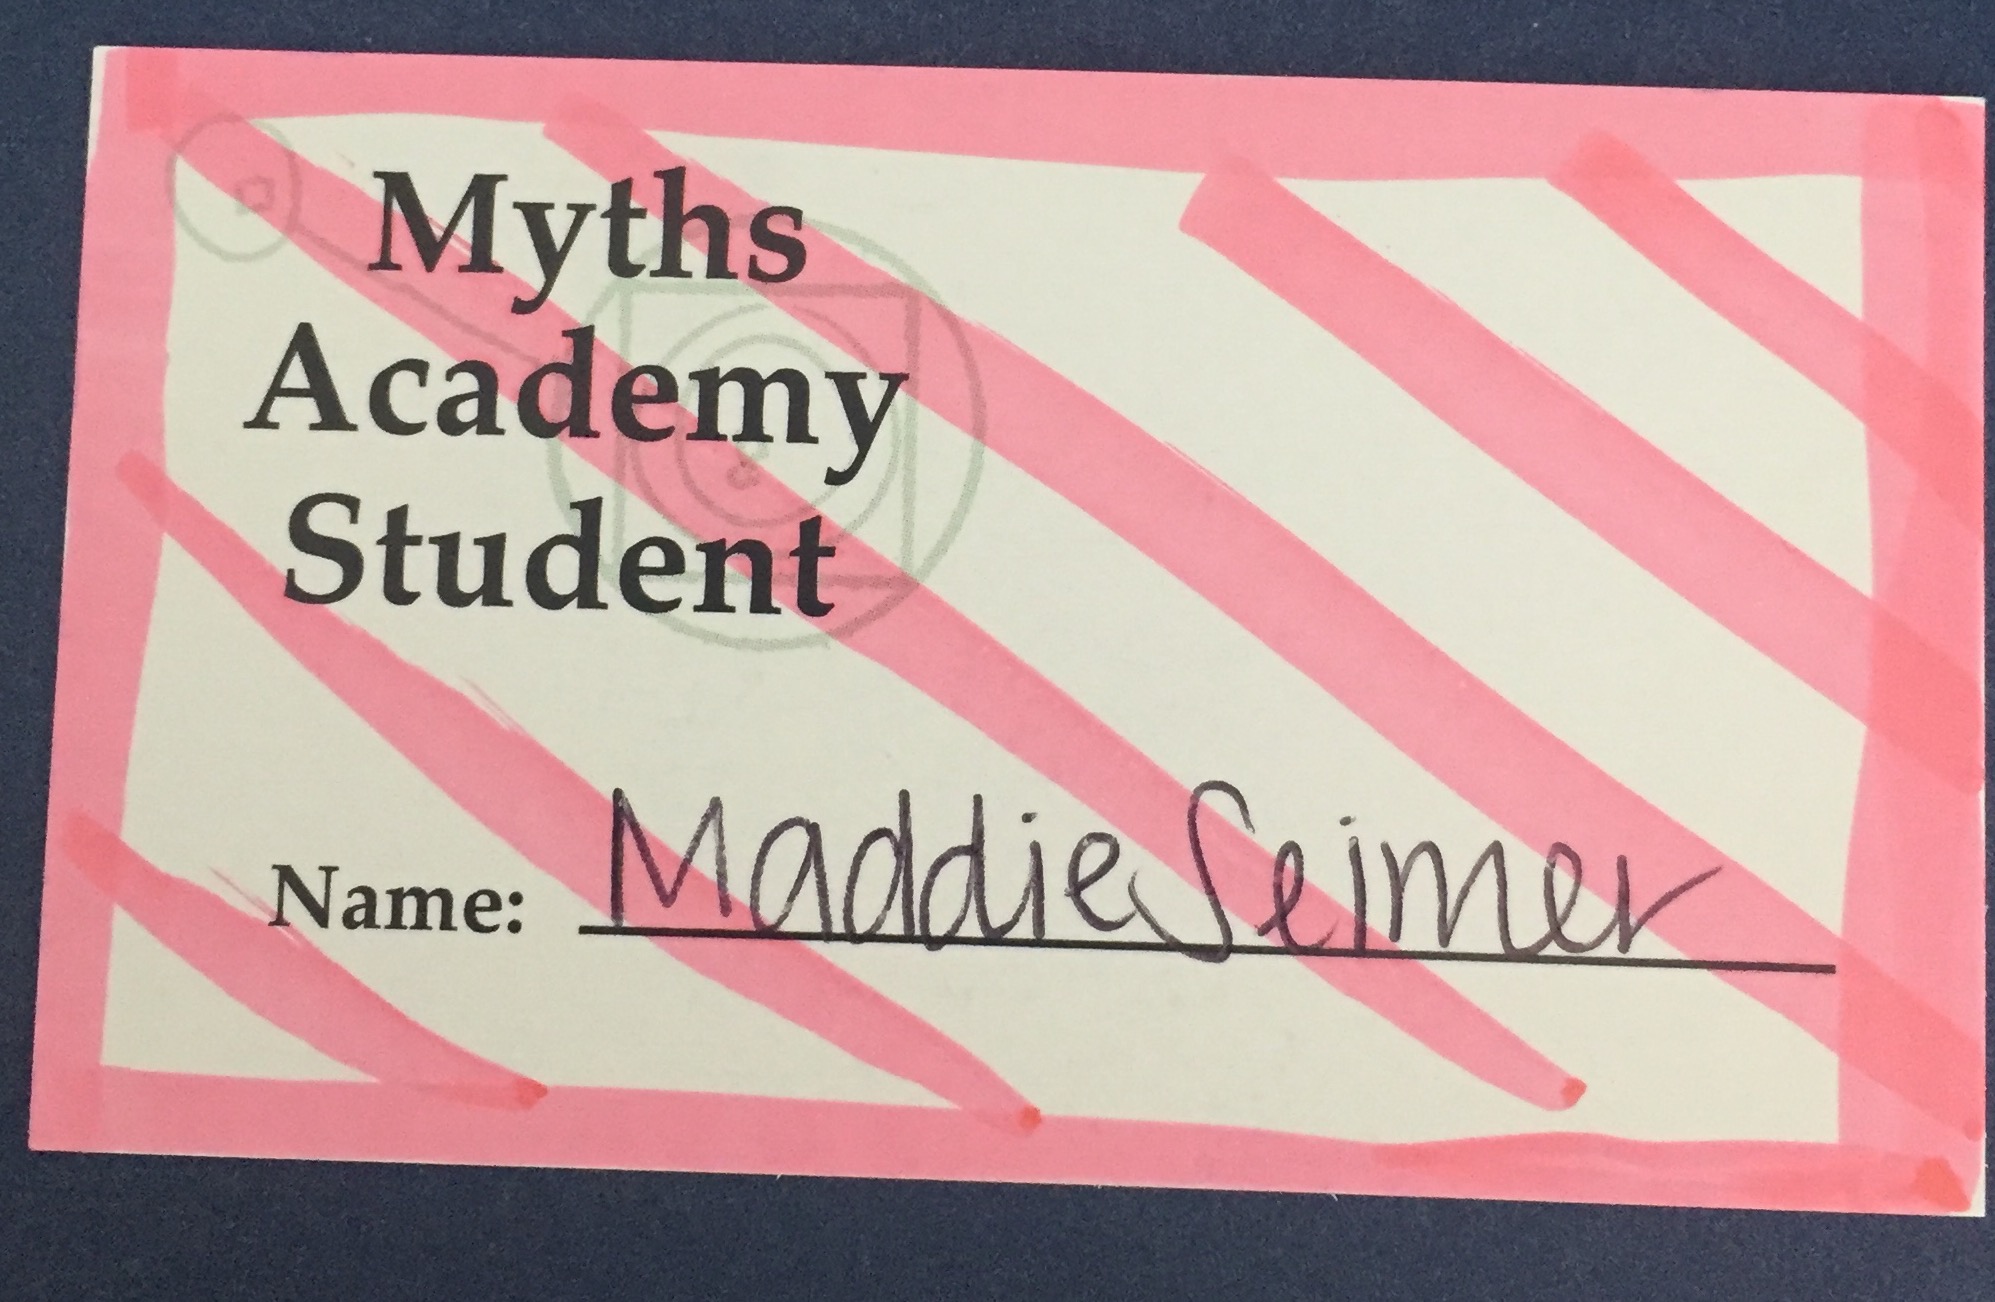 Myths
Academy
Student
Name: Maddie Seimer